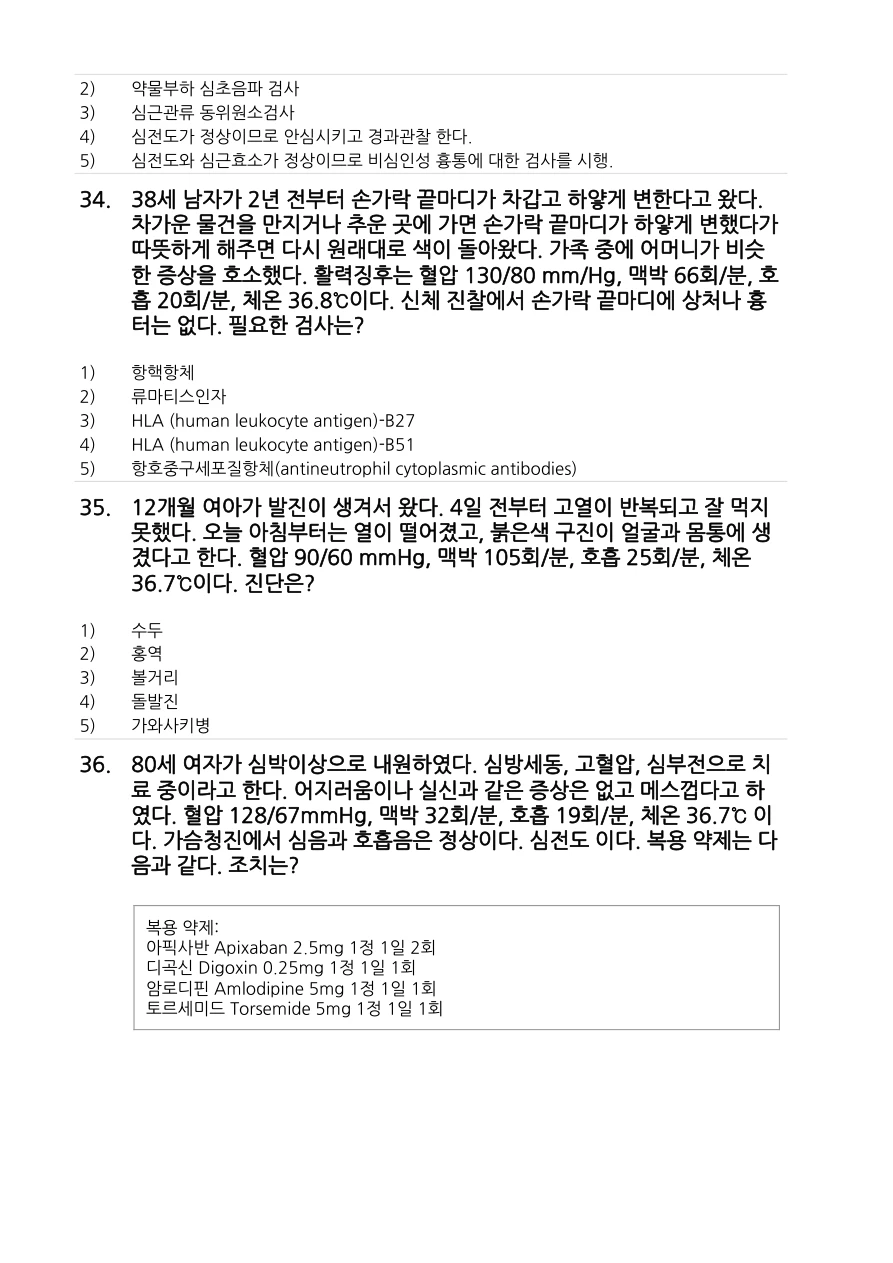 2) 약물부하 심초음파 검사
3) 심근관류 동위원소검사
4) 심전도가 정상이므로 안심시키고 경과관찰 한다.
5) 심전도와 심근효소가 정상이므로 비심인성 흉통에 대한 검사를 시행.
34. 38세 남자가 2년 전부터 손가락 끝마디가 차갑고 하얗게 변한다고 왔다.
차가운 물건을 만지거나 추운 곳에 가면 손가락 끝마디가 하얗게 변했다가
따뜻하게 해주면 다시 원래대로 색이 돌아왔다. 가족 중에 어머니가 비슷
한 증상을 호소했다. 활력징후는 혈압 130/80 mm/Hg, 맥박 66회/분, 호
흡 20회/분, 체온 36.8℃이다. 신체 진찰에서 손가락 끝마디에 상처나 흉
터는 없다. 필요한 검사는?
1) 항핵항체
2) 류마티스인자
3) HLA (human leukocyte antigen)-B27
4) HLA (human leukocyte antigen)-B51
5) 항호중구세포질항체(antineutrophil cytoplasmic antibodies)
35. 12개월 여아가 발진이 생겨서 왔다. 4일 전부터 고열이 반복되고 잘 먹지
못했다. 오늘 아침부터는 열이 떨어졌고, 붉은색 구진이 얼굴과 몸통에 생
겼다고 한다. 혈압 90/60 mmHg, 맥박 105회/분, 호흡 25회/분, 체온
36.7℃이다. 진단은?
1) 수두
2) 홍역
3) 볼거리
4) 돌발진
5) 가와사키병
36. 80세 여자가 심박이상으로 내원하였다. 심방세동, 고혈압, 심부전으로 치
료 중이라고 한다. 어지러움이나 실신과 같은 증상은 없고 메스껍다고 하
였다. 혈압 128/67mmHg, 맥박 32회/분, 호흡 19회/분, 체온 36.7℃ 이
다. 가슴청진에서 심음과 호흡음은 정상이다. 심전도 이다. 복용 약제는 다
음과 같다. 조치는?
복용 약제:
아픽사반 Apixaban 2.5mg 1정 1일 2회
디곡신 Digoxin 0.25mg 1정 1일 1회
암로디핀 Amlodipine 5mg 1정 1일 1회
토르세미드 Torsemide 5mg 1정 1일 1회